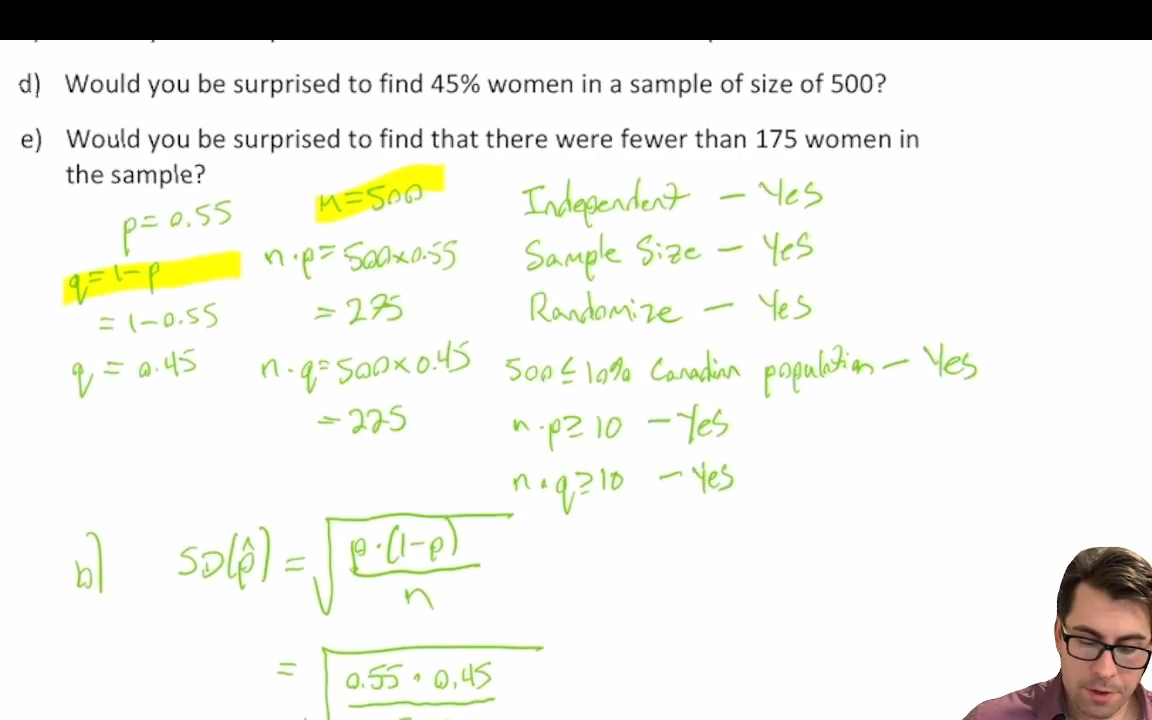 d) Would you be surprised to find 45% women in a sample of size of 500?
e) Would you be surprised to find that there were fewer than 175 women in
the sample?
p=0.55
n=500
Independent - Yes
q=1-p
n·p=500×0.55
Sample Size - Yes
=1-0.55
=275
Randomize - Yes
q=0.45
n·q=500×0.45
500≤10% Canadian population - Yes
=225
n·p≥10 - Yes
n·q≥10 - Yes
b) SD(p̂) = √p·(1-p)
n
= √0.55·0.45